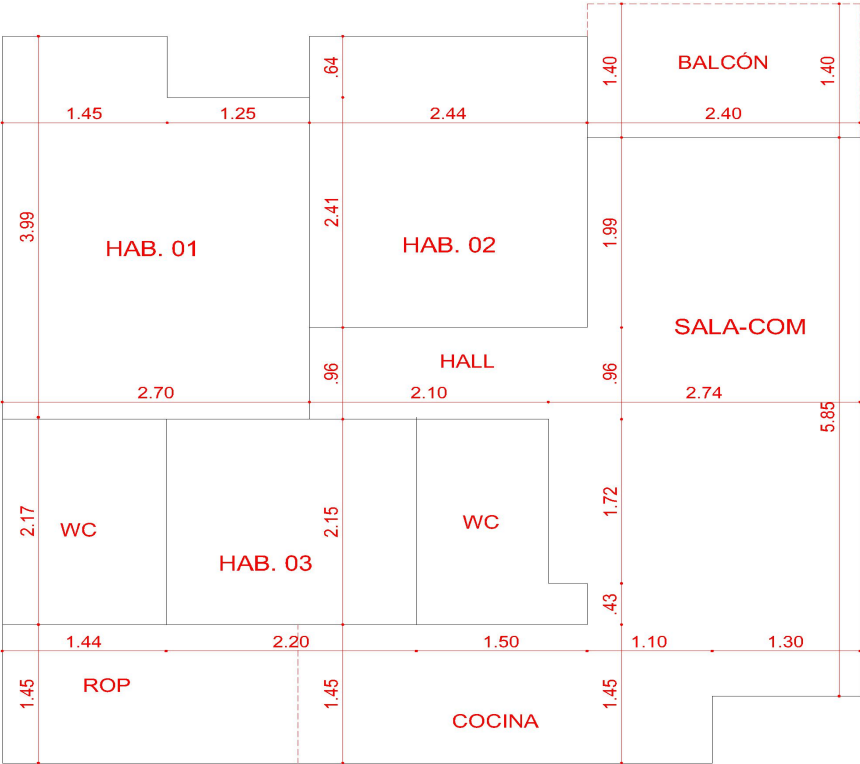 BALCÓN
.64
1.40
1.40
1.45
1.25
2.44
2.40
3.99
2.41
1.99
HAB. 01
HAB. 02
SALA-COM
HALL
.96
.96
2.70
2.10
2.74
5.85
2.17
2.15
1.72
WC
WC
HAB. 03
.43
1.44
2.20
1.50
1.10
1.30
1.45
ROP
1.45
1.45
COCINA